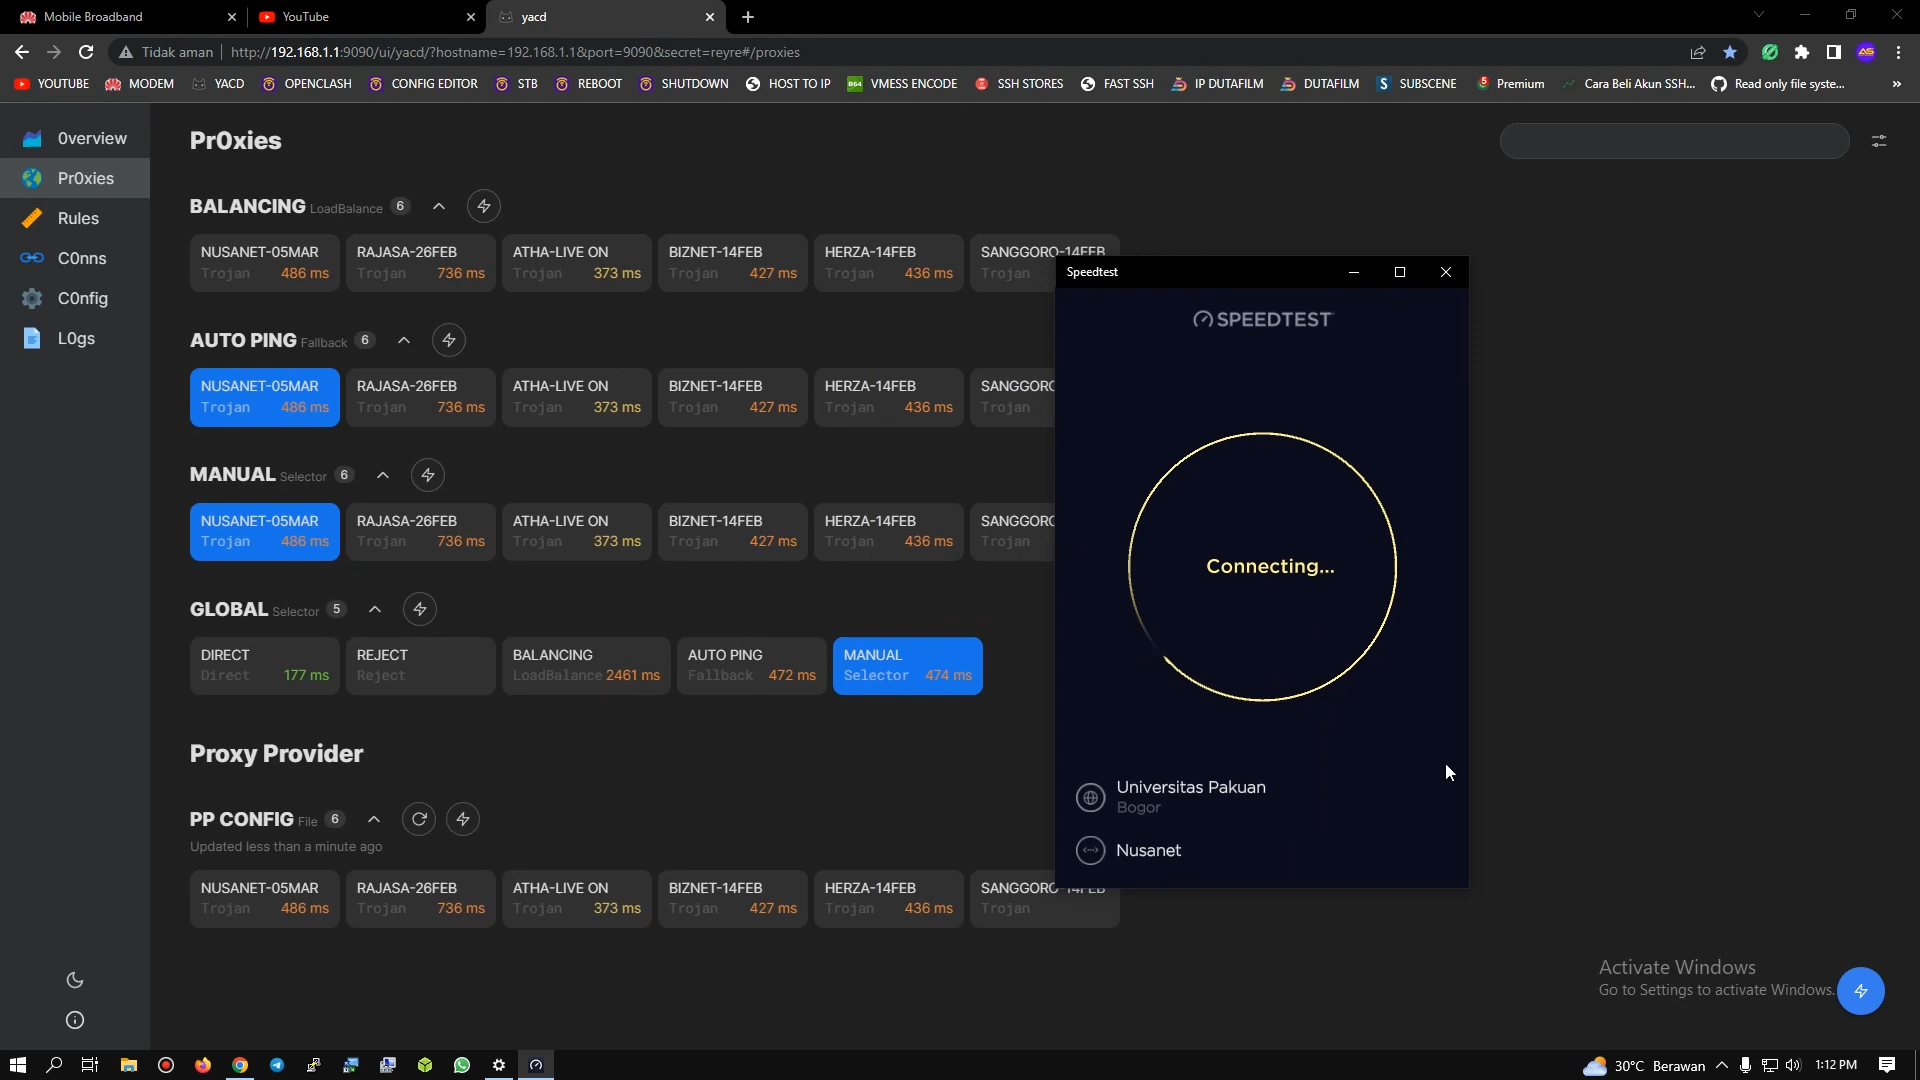 Mobile Broadband
YouTube
yacd
Tidak aman
http://192.168.1.1:9090/ui/yacd/?hostname=192.168.1.1&port=9090&secret=reyre#/proxies
AS
YOUTUBE
MODEM
YACD
OPENCLASH
CONFIG EDITOR
STB
REBOOT
SHUTDOWN
HOST TO IP
B64
VMESS ENCODE
SSH STORES
FAST SSH
IP DUTAFILM
DUTAFILM
S
SUBSCENE
Premium
Cara Beli Akun SSH...
Read only file syste...
»
0verview
Pr0xies
Rules
C0nns
C0nfig
L0gs
Pr0xies
BALANCING LoadBalance 6
NUSANET-05MAR
Trojan 486 ms
RAJASA-26FEB
Trojan 736 ms
ATHA-LIVE ON
Trojan 373 ms
BIZNET-14FEB
Trojan 427 ms
HERZA-14FEB
Trojan 436 ms
SANGGORO-14FEB
Trojan
AUTO PING Fallback 6
NUSANET-05MAR
Trojan 486 ms
RAJASA-26FEB
Trojan 736 ms
ATHA-LIVE ON
Trojan 373 ms
BIZNET-14FEB
Trojan 427 ms
HERZA-14FEB
Trojan 436 ms
SANGGORO
Trojan
MANUAL Selector 6
NUSANET-05MAR
Trojan 486 ms
RAJASA-26FEB
Trojan 736 ms
ATHA-LIVE ON
Trojan 373 ms
BIZNET-14FEB
Trojan 427 ms
HERZA-14FEB
Trojan 436 ms
SANGGORO
Trojan
GLOBAL Selector 5
DIRECT
Direct 177 ms
REJECT
Reject
BALANCING
LoadBalance 2461 ms
AUTO PING
Fallback 472 ms
MANUAL
Selector 474 ms
Proxy Provider
PP CONFIG File 6
Updated less than a minute ago
NUSANET-05MAR
Trojan 486 ms
RAJASA-26FEB
Trojan 736 ms
ATHA-LIVE ON
Trojan 373 ms
BIZNET-14FEB
Trojan 427 ms
HERZA-14FEB
Trojan 436 ms
SANGGORO-14FEB
Trojan
Speedtest
SPEEDTEST
Connecting...
Universitas Pakuan
Bogor
Nusanet
Activate Windows
Go to Settings to activate Windows.
30°C Berawan
1:12 PM